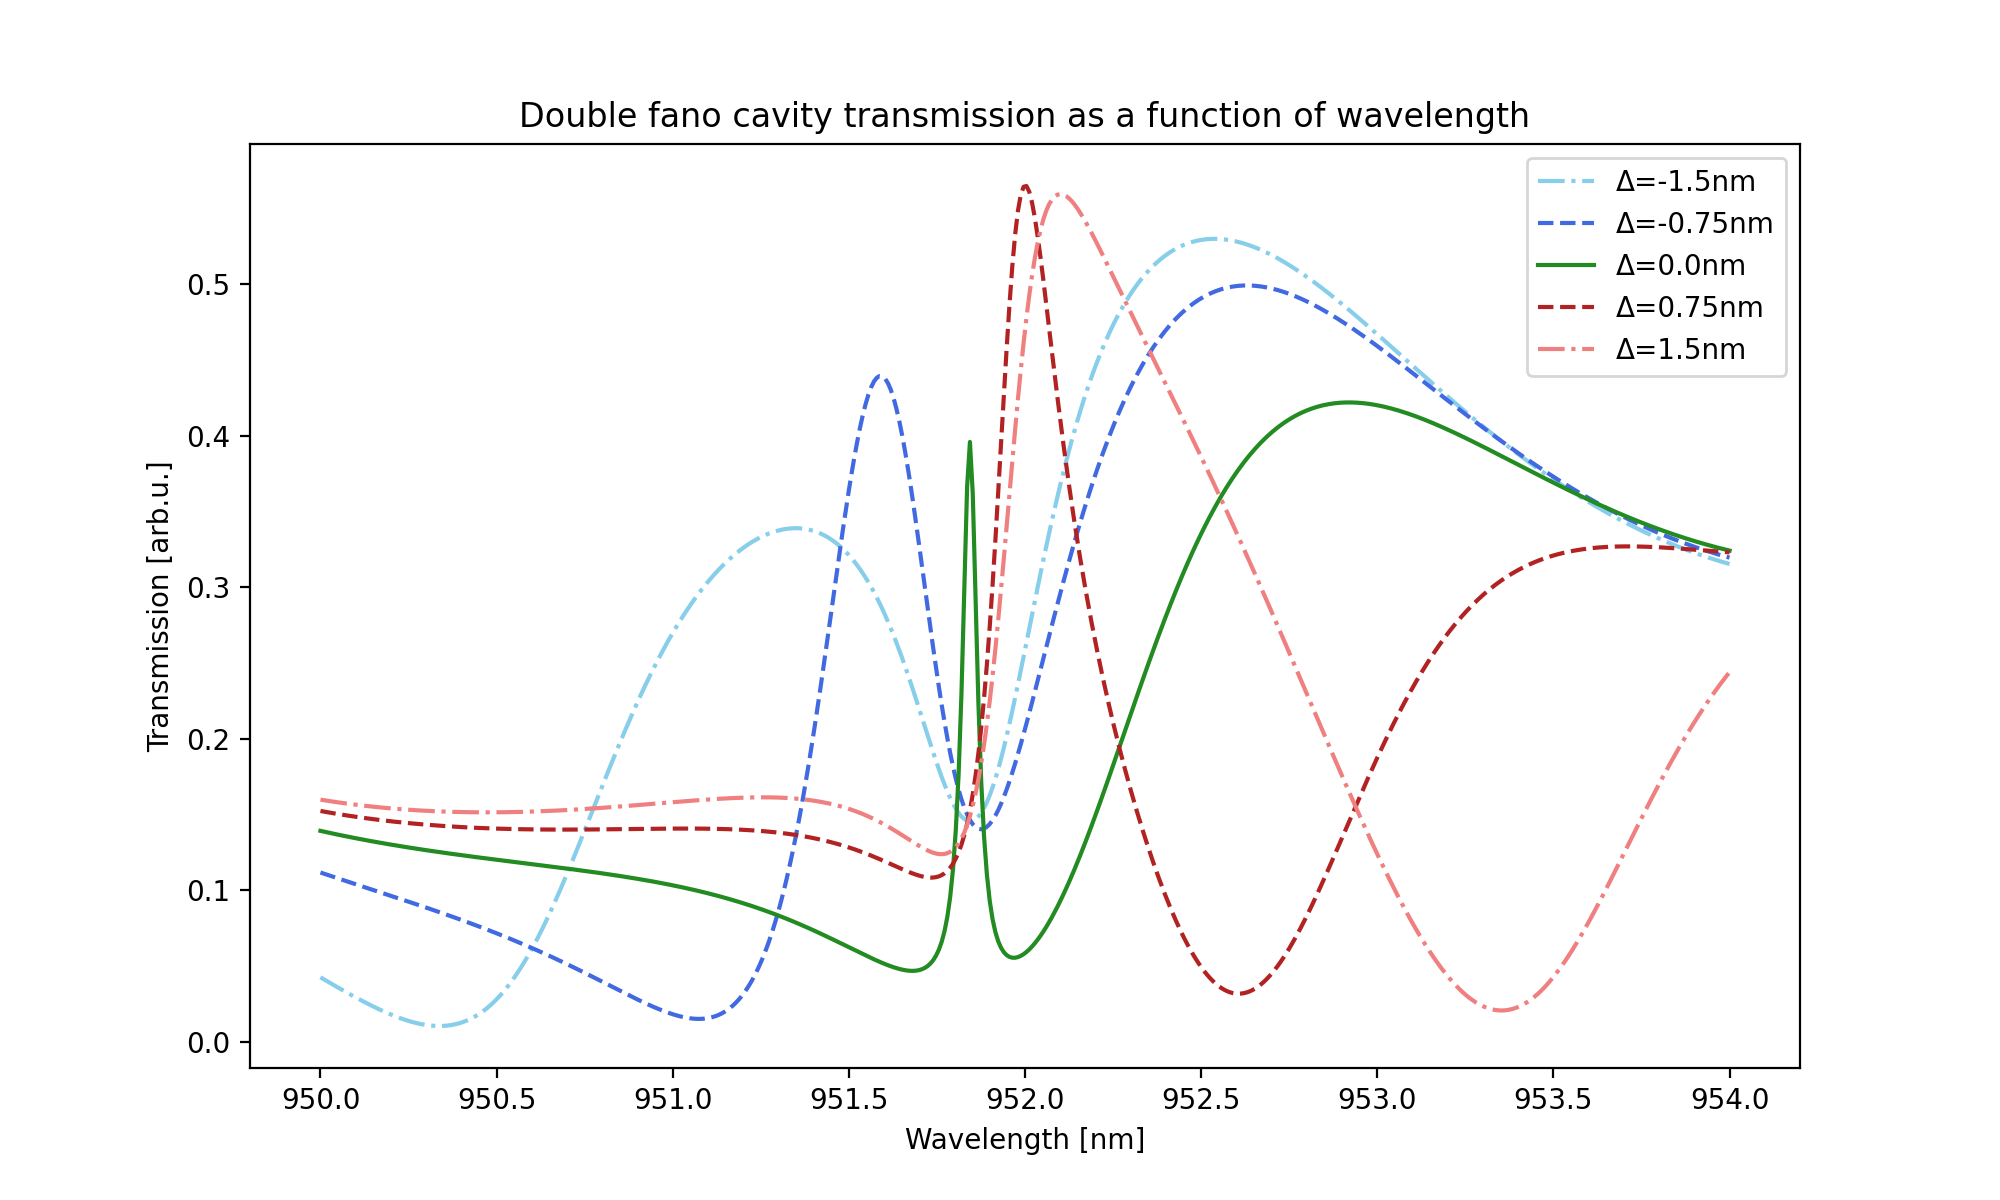 Double fano cavity transmission as a function of wavelength
Δ=-1.5nm
Δ=-0.75nm
Δ=0.0nm
Δ=0.75nm
Δ=1.5nm
Transmission [arb.u.]
0.5
0.4
0.3
0.2
0.1
0.0
950.0 950.5 951.0 951.5 952.0 952.5 953.0 953.5 954.0
Wavelength [nm]